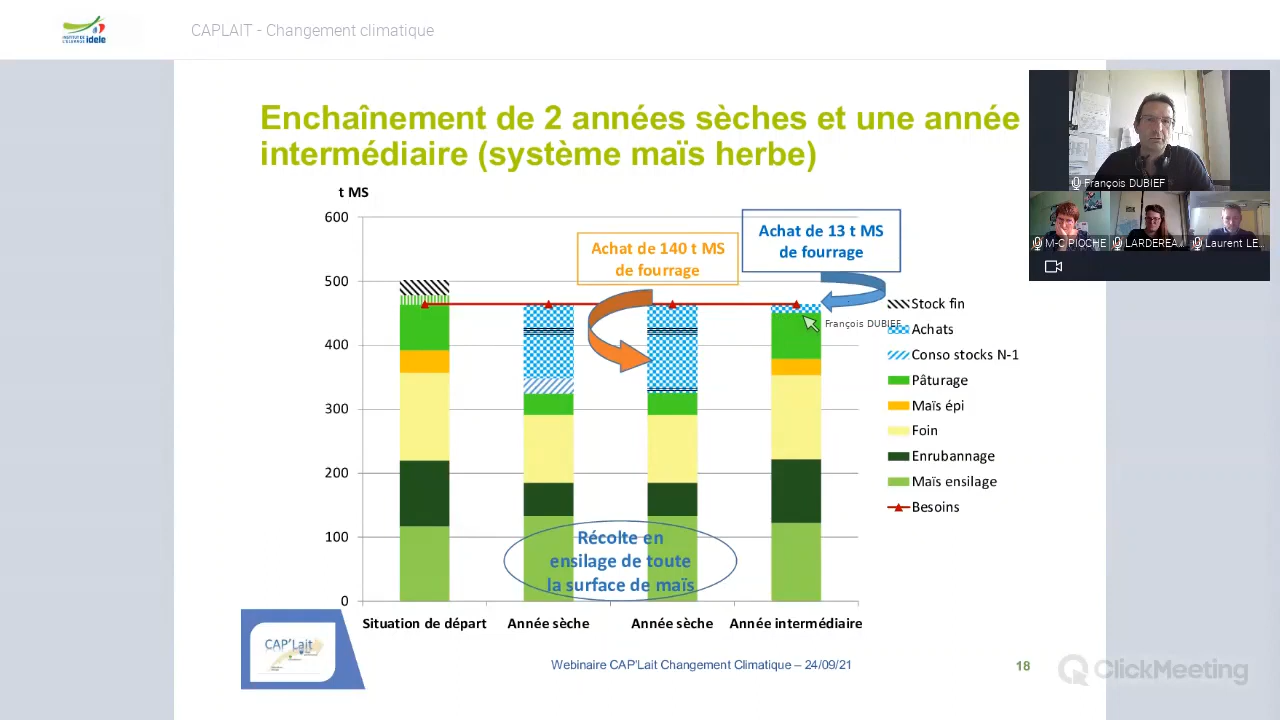 INSTITUT DE
L'ELEVAGE idele
CAPLAIT - Changement climatique
Enchaînement de 2 années sèches et une année
intermédiaire (système maïs herbe)
François DUBIEF
M-C PIOCHE
LARDEREA...
Laurent LE...
t MS
600
500
400
300
200
100
0
Achat de 140 t MS
de fourrage
Achat de 13 t MS
de fourrage
François DUBIEF
Stock fin
Achats
Conso stocks N-1
Pâturage
Maïs épi
Foin
Enrubannage
Maïs ensilage
Besoins
Récolte en
ensilage de toute
la surface de maïs
Situation de départ
Année sèche
Année sèche
Année intermédiaire
CAP'Lait
Webinaire CAP'Lait Changement Climatique – 24/09/21
18
ClickMeeting